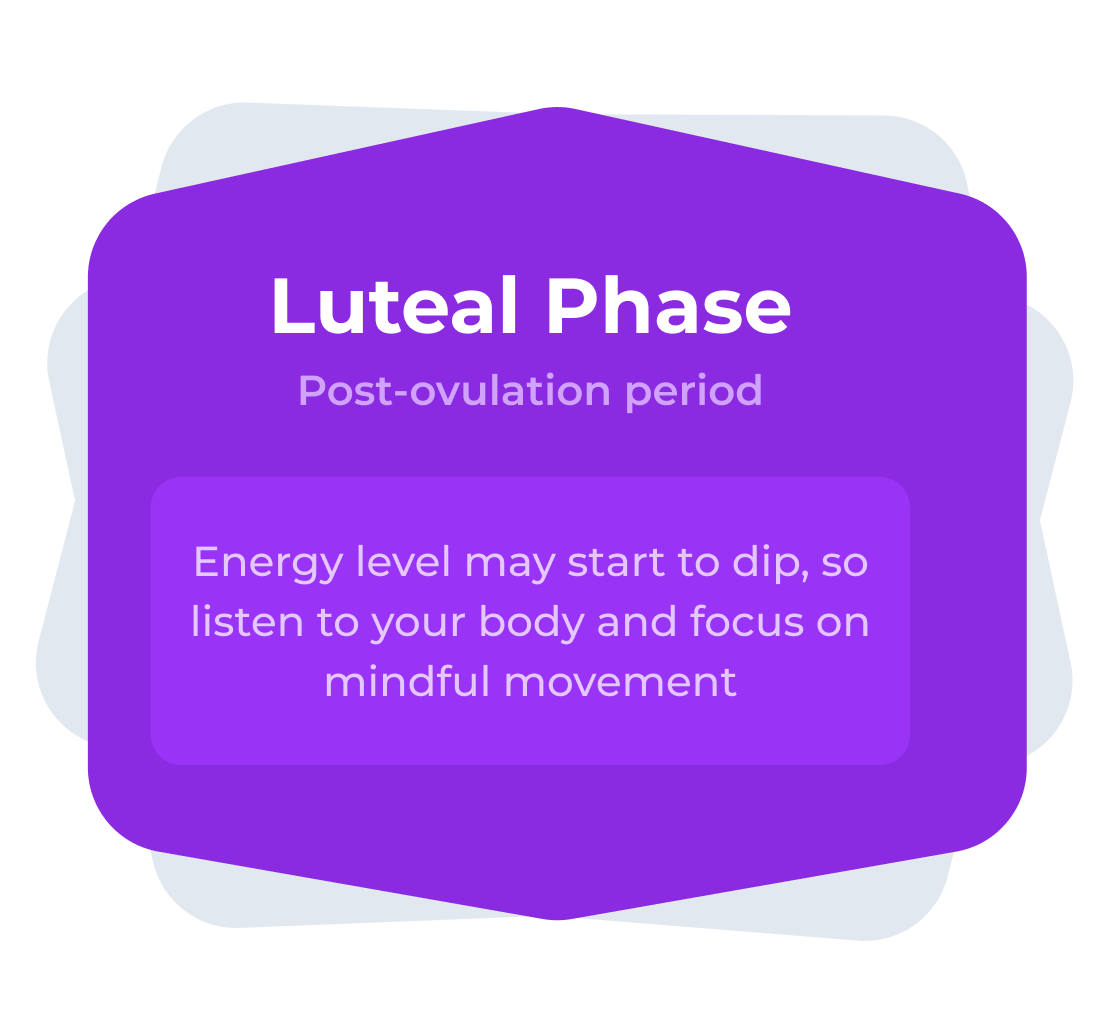 Luteal Phase
Post-ovulation period
Energy level may start to dip, so
listen to your body and focus on
mindful movement